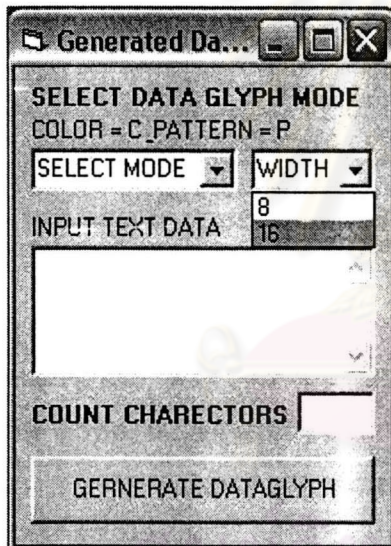 Generated Da...
SELECT DATA GLYPH MODE
COLOR = C_PATTERN = P
SELECT MODE WIDTH
8
INPUT TEXT DATA 16
COUNT CHARECTORS
GERNERATE DATAGLYPH